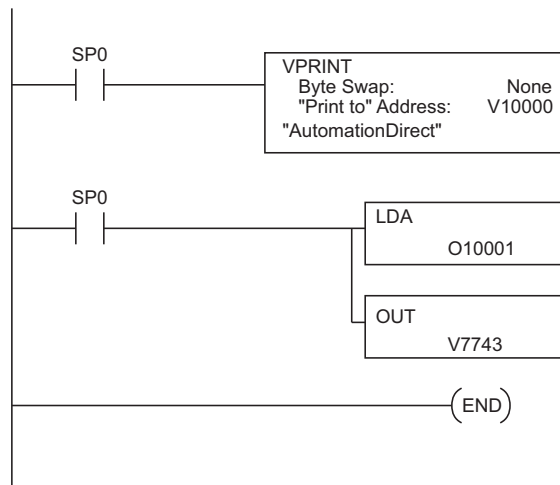 SP0
VPRINT
Byte Swap: None
"Print to" Address: V10000
"AutomationDirect"
SP0
LDA
O10001
OUT
V7743
END